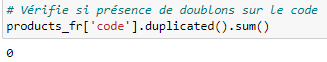 # Vérifie si présence de doublons sur le code
products_fr['code'].duplicated().sum()
0